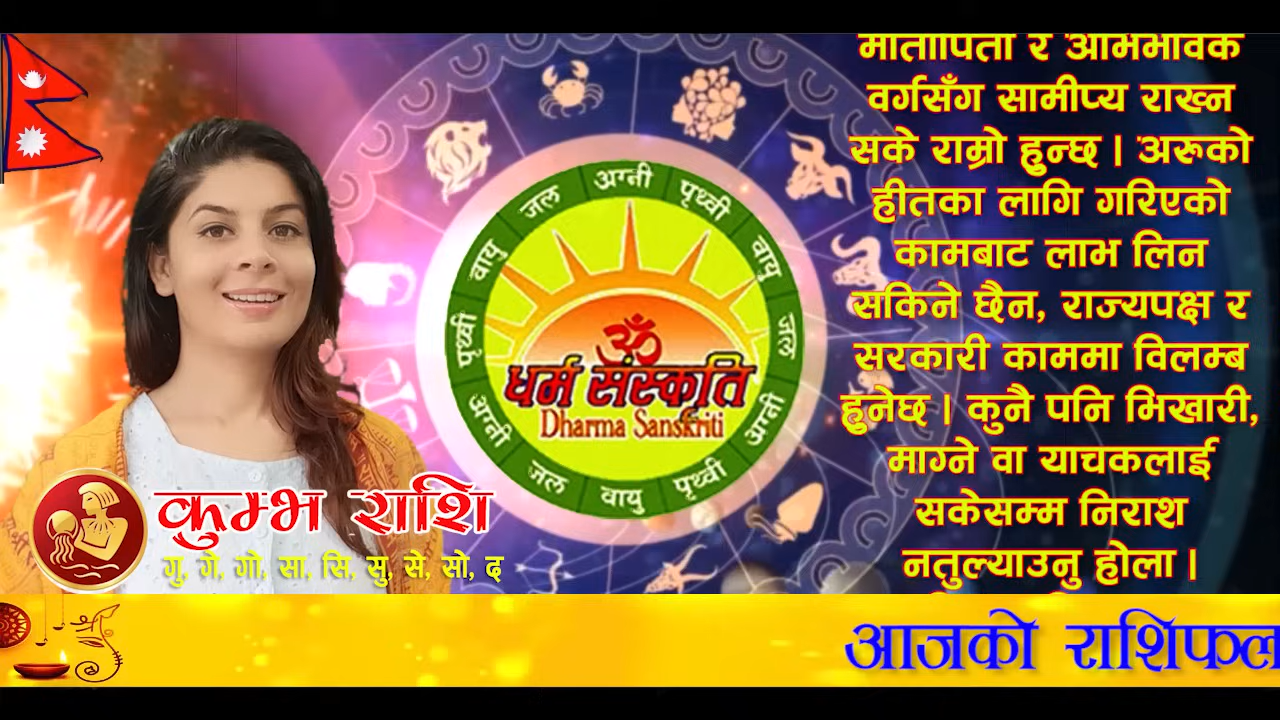 मातापिता र अभिभावक
वर्गसँग सामीप्य राख्न
सके राम्रो हुन्छ । अरूको
हीतका लागि गरिएको
कामबाट लाभ लिन
सकिने छैन, राज्यपक्ष र
सरकारी काममा विलम्ब
हुनेछ । कुनै पनि भिखारी,
माग्ने वा याचकलाई
सकेसम्म निराश
नतुल्याउनु होला ।
अग्नी पृथ्वी वायु जल अग्नी पृथ्वी वायु जल अग्नी पृथ्वी वायु जल
ॐ
धर्म संस्कृति
Dharma Sanskriti
कुम्भ राशि
गु, गे, गो, सा, सि, सु, से, सो, द्
श्री
आजको राशिफल